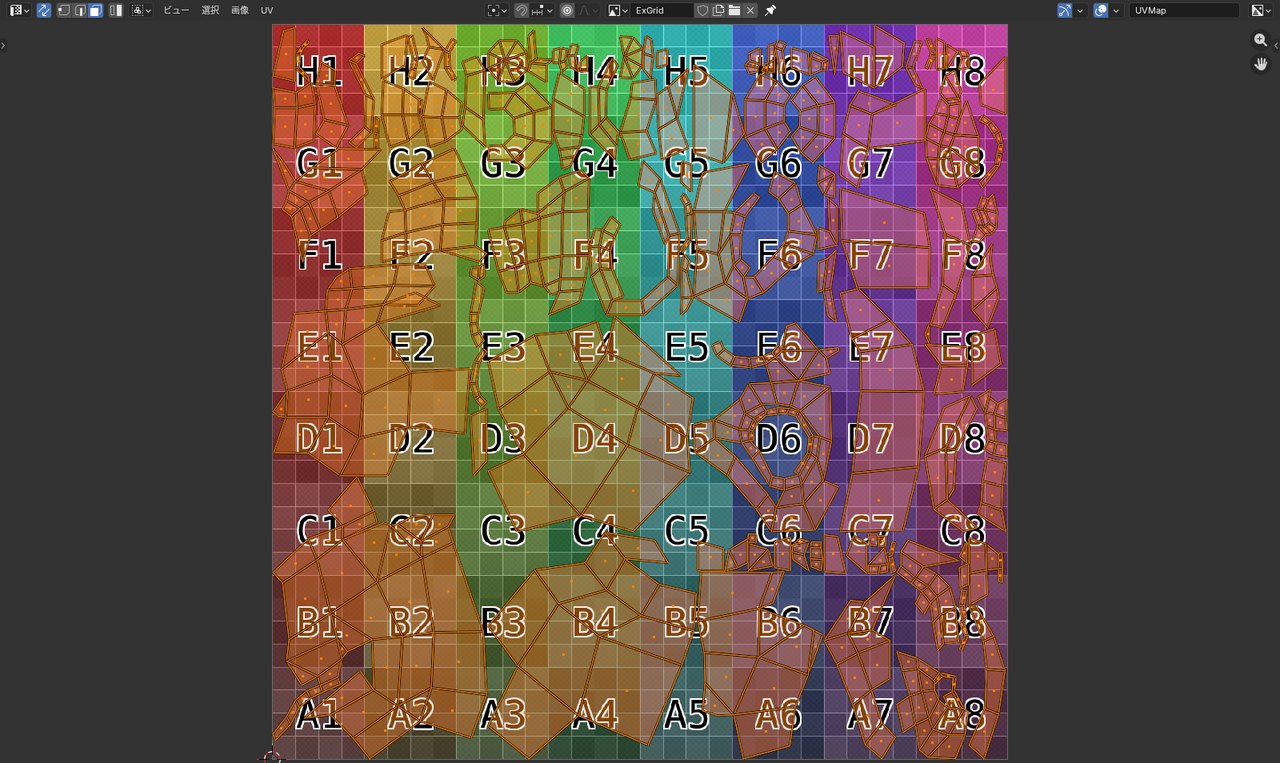 ビュー 選択 画像 UV ExGrid UVMap
H1 H2 H3 H4 H5 H6 H7 H8
G1 G2 G3 G4 G5 G6 G7 G8
F1 F2 F3 F4 F5 F6 F7 F8
E1 E2 E3 E4 E5 E6 E7 E8
D1 D2 D3 D4 D5 D6 D7 D8
C1 C2 C3 C4 C5 C6 C7 C8
B1 B2 B3 B4 B5 B6 B7 B8
A1 A2 A3 A4 A5 A6 A7 A8